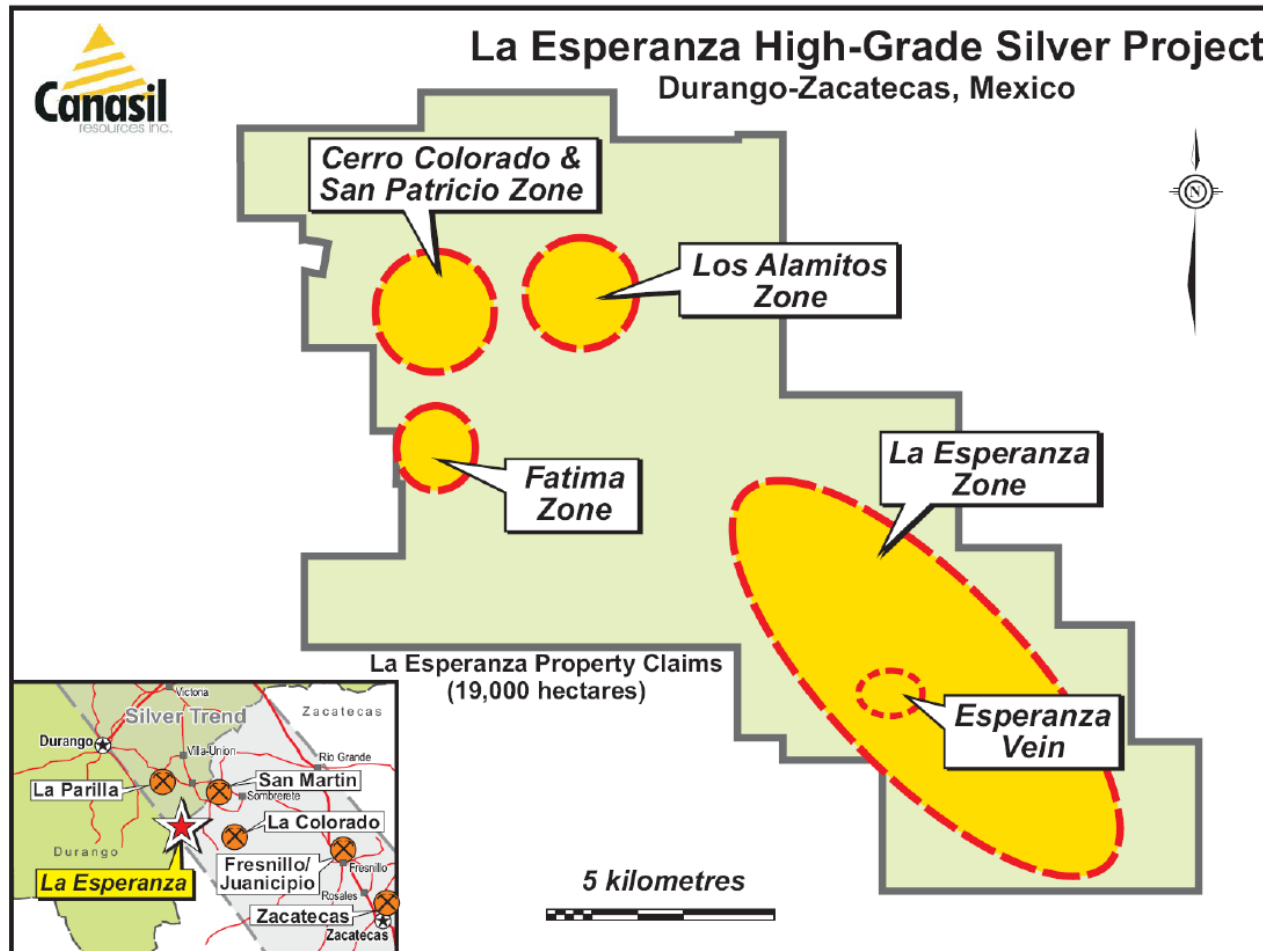 Canasil
resources inc.
La Esperanza High-Grade Silver Project
Durango-Zacatecas, Mexico
N
Cerro Colorado &
San Patricio Zone
Los Alamitos
Zone
Fatima
Zone
La Esperanza
Zone
Esperanza
Vein
La Esperanza Property Claims
(19,000 hectares)
5 kilometres
Victona
Silver Trend
Zacatecas
Durango
Villa-Union
Rio Grande
La Parilla
San Martin
Sombrerete
La Colorado
Durango
Fresnillo/
Juanicipio
Fresnillo
La Esperanza
Rosales
Zacatecas
Zacatecas